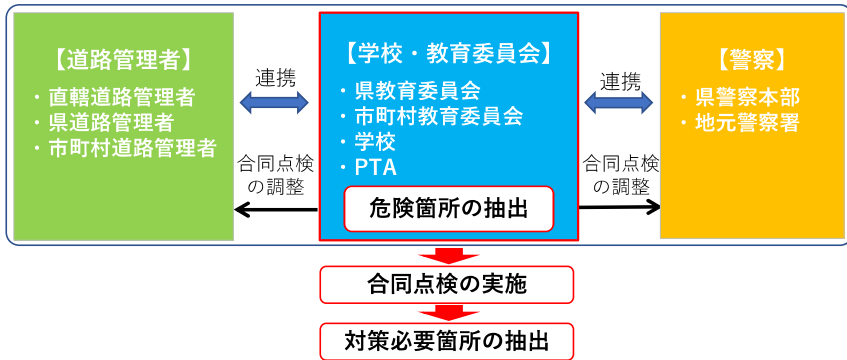 【道路管理者】
・直轄道路管理者
・県道路管理者
・市町村道路管理者
連携
合同点検
の調整
【学校・教育委員会】
・県教育委員会
・市町村教育委員会
・学校
・PTA
危険箇所の抽出
連携
合同点検
の調整
【警察】
・県警察本部
・地元警察署
合同点検の実施
対策必要箇所の抽出